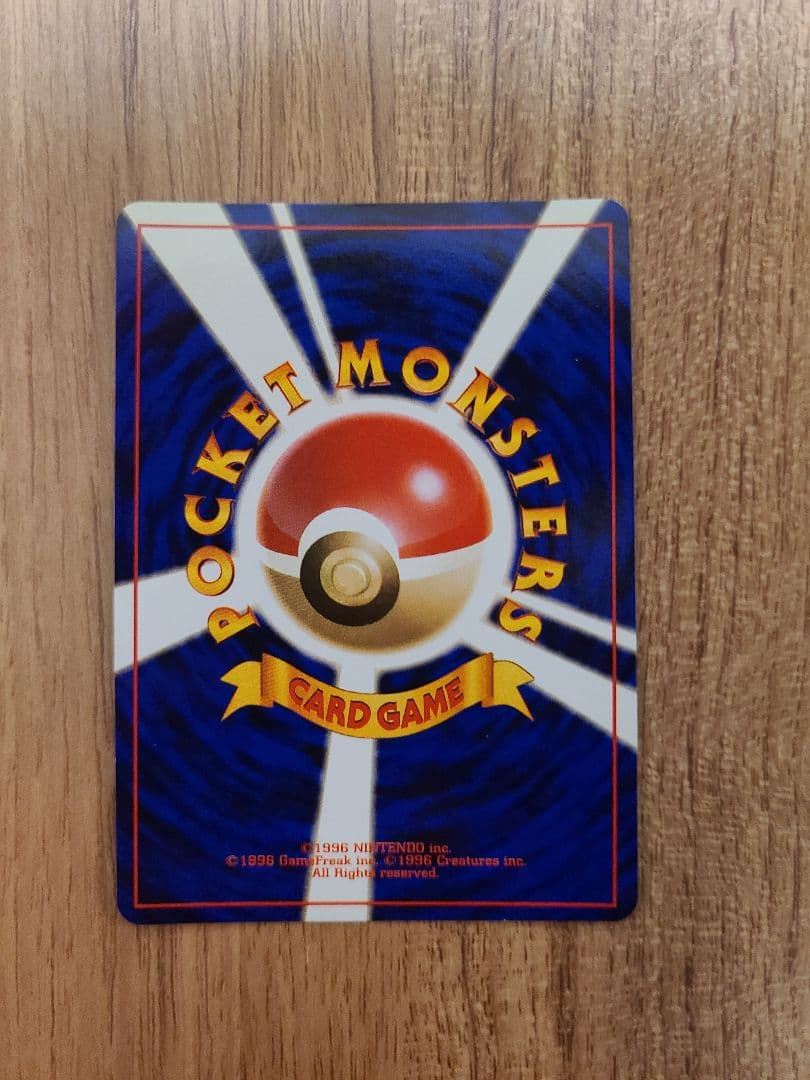 POCKET MONSTERS
CARD GAME
©1996 NINTENDO inc.
©1996 GameFreak inc. ©1996 Creatures inc.
All Rights reserved.